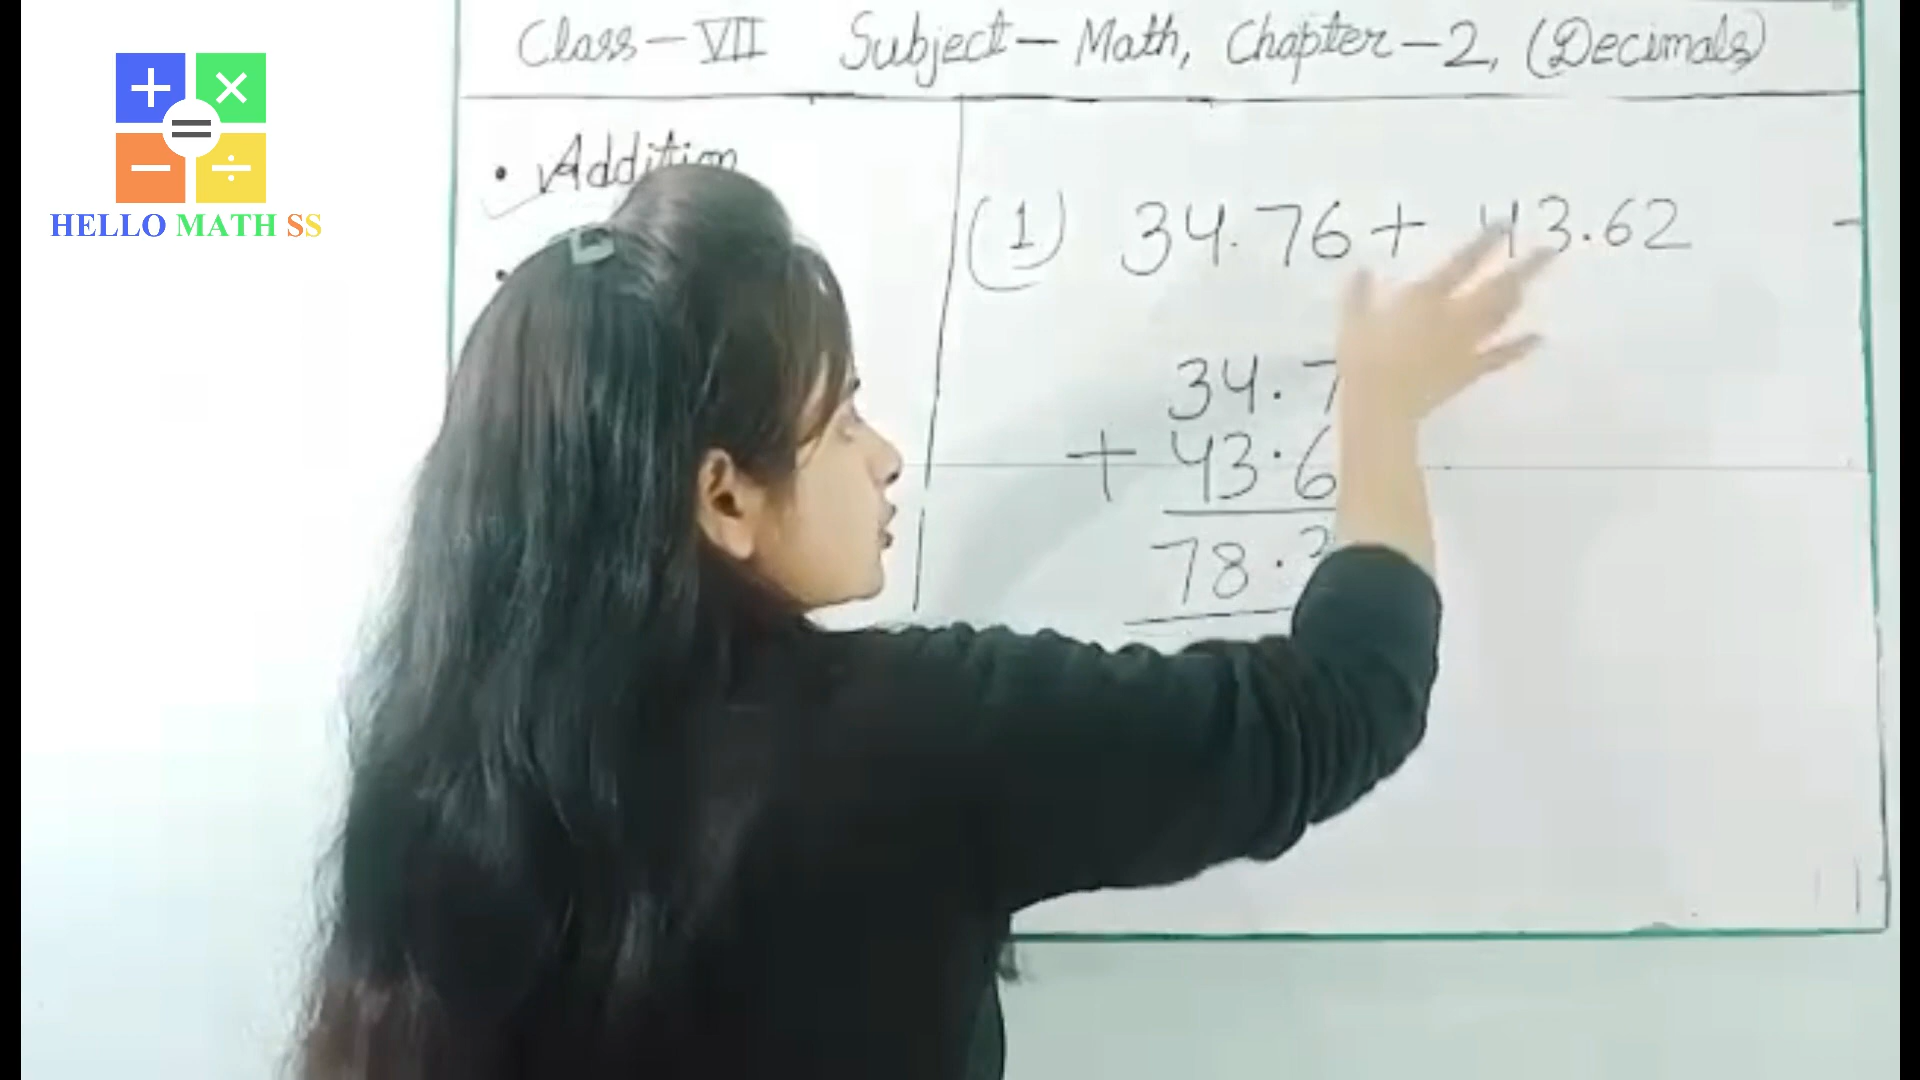 Class-VII Subject- Math, Chapter-2, (Decimals)
HELLO MATH SS
• Addition
(1) 34.76+ 43.62
34.7
+ 43.6
78.3